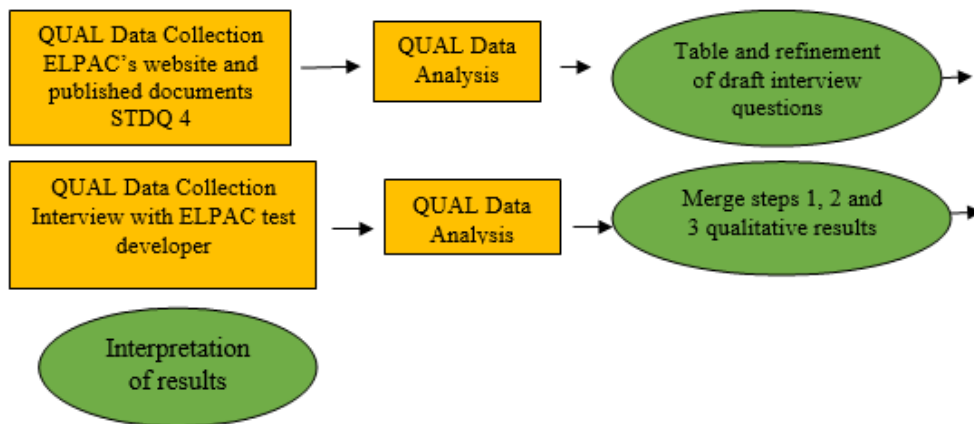 QUAL Data Collection
ELPAC's website and
published documents
STDQ 4
QUAL Data
Analysis
Table and refinement
of draft interview
questions
QUAL Data Collection
Interview with ELPAC test
developer
QUAL Data
Analysis
Merge steps 1, 2 and
3 qualitative results
Interpretation
of results